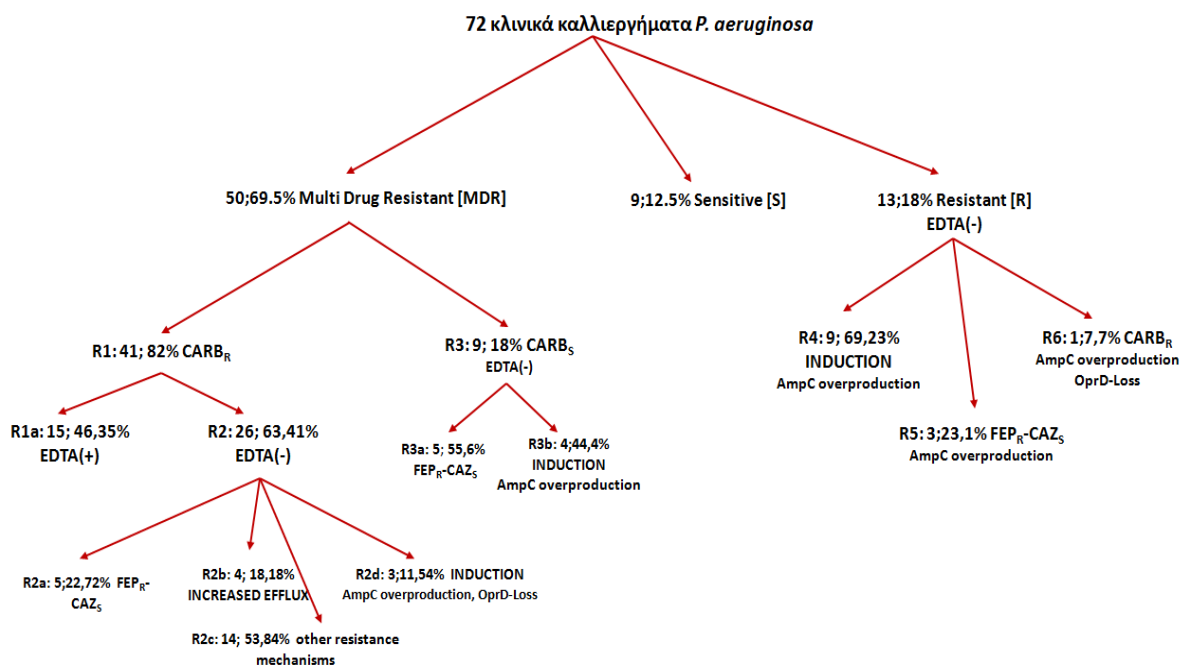 72 κλινικά καλλιεργήματα P. aeruginosa
50;69.5% Multi Drug Resistant [MDR]
9;12.5% Sensitive [S]
13;18% Resistant [R]
EDTA(-)
R1: 41; 82% CARBR
R3: 9; 18% CARBS
EDTA(-)
R4: 9; 69,23%
INDUCTION
AmpC overproduction
R6: 1;7,7% CARBR
AmpC overproduction
OprD-Loss
R1a: 15; 46,35%
EDTA(+)
R2: 26; 63,41%
EDTA(-)
R3a: 5; 55,6%
FEPR-CAZS
R3b: 4;44,4%
INDUCTION
AmpC overproduction
R5: 3;23,1% FEPR-CAZS
AmpC overproduction
R2a: 5;22,72% FEPR-
CAZS
R2b: 4; 18,18%
INCREASED EFFLUX
R2d: 3;11,54% INDUCTION
AmpC overproduction, OprD-Loss
R2c: 14; 53,84% other resistance
mechanisms